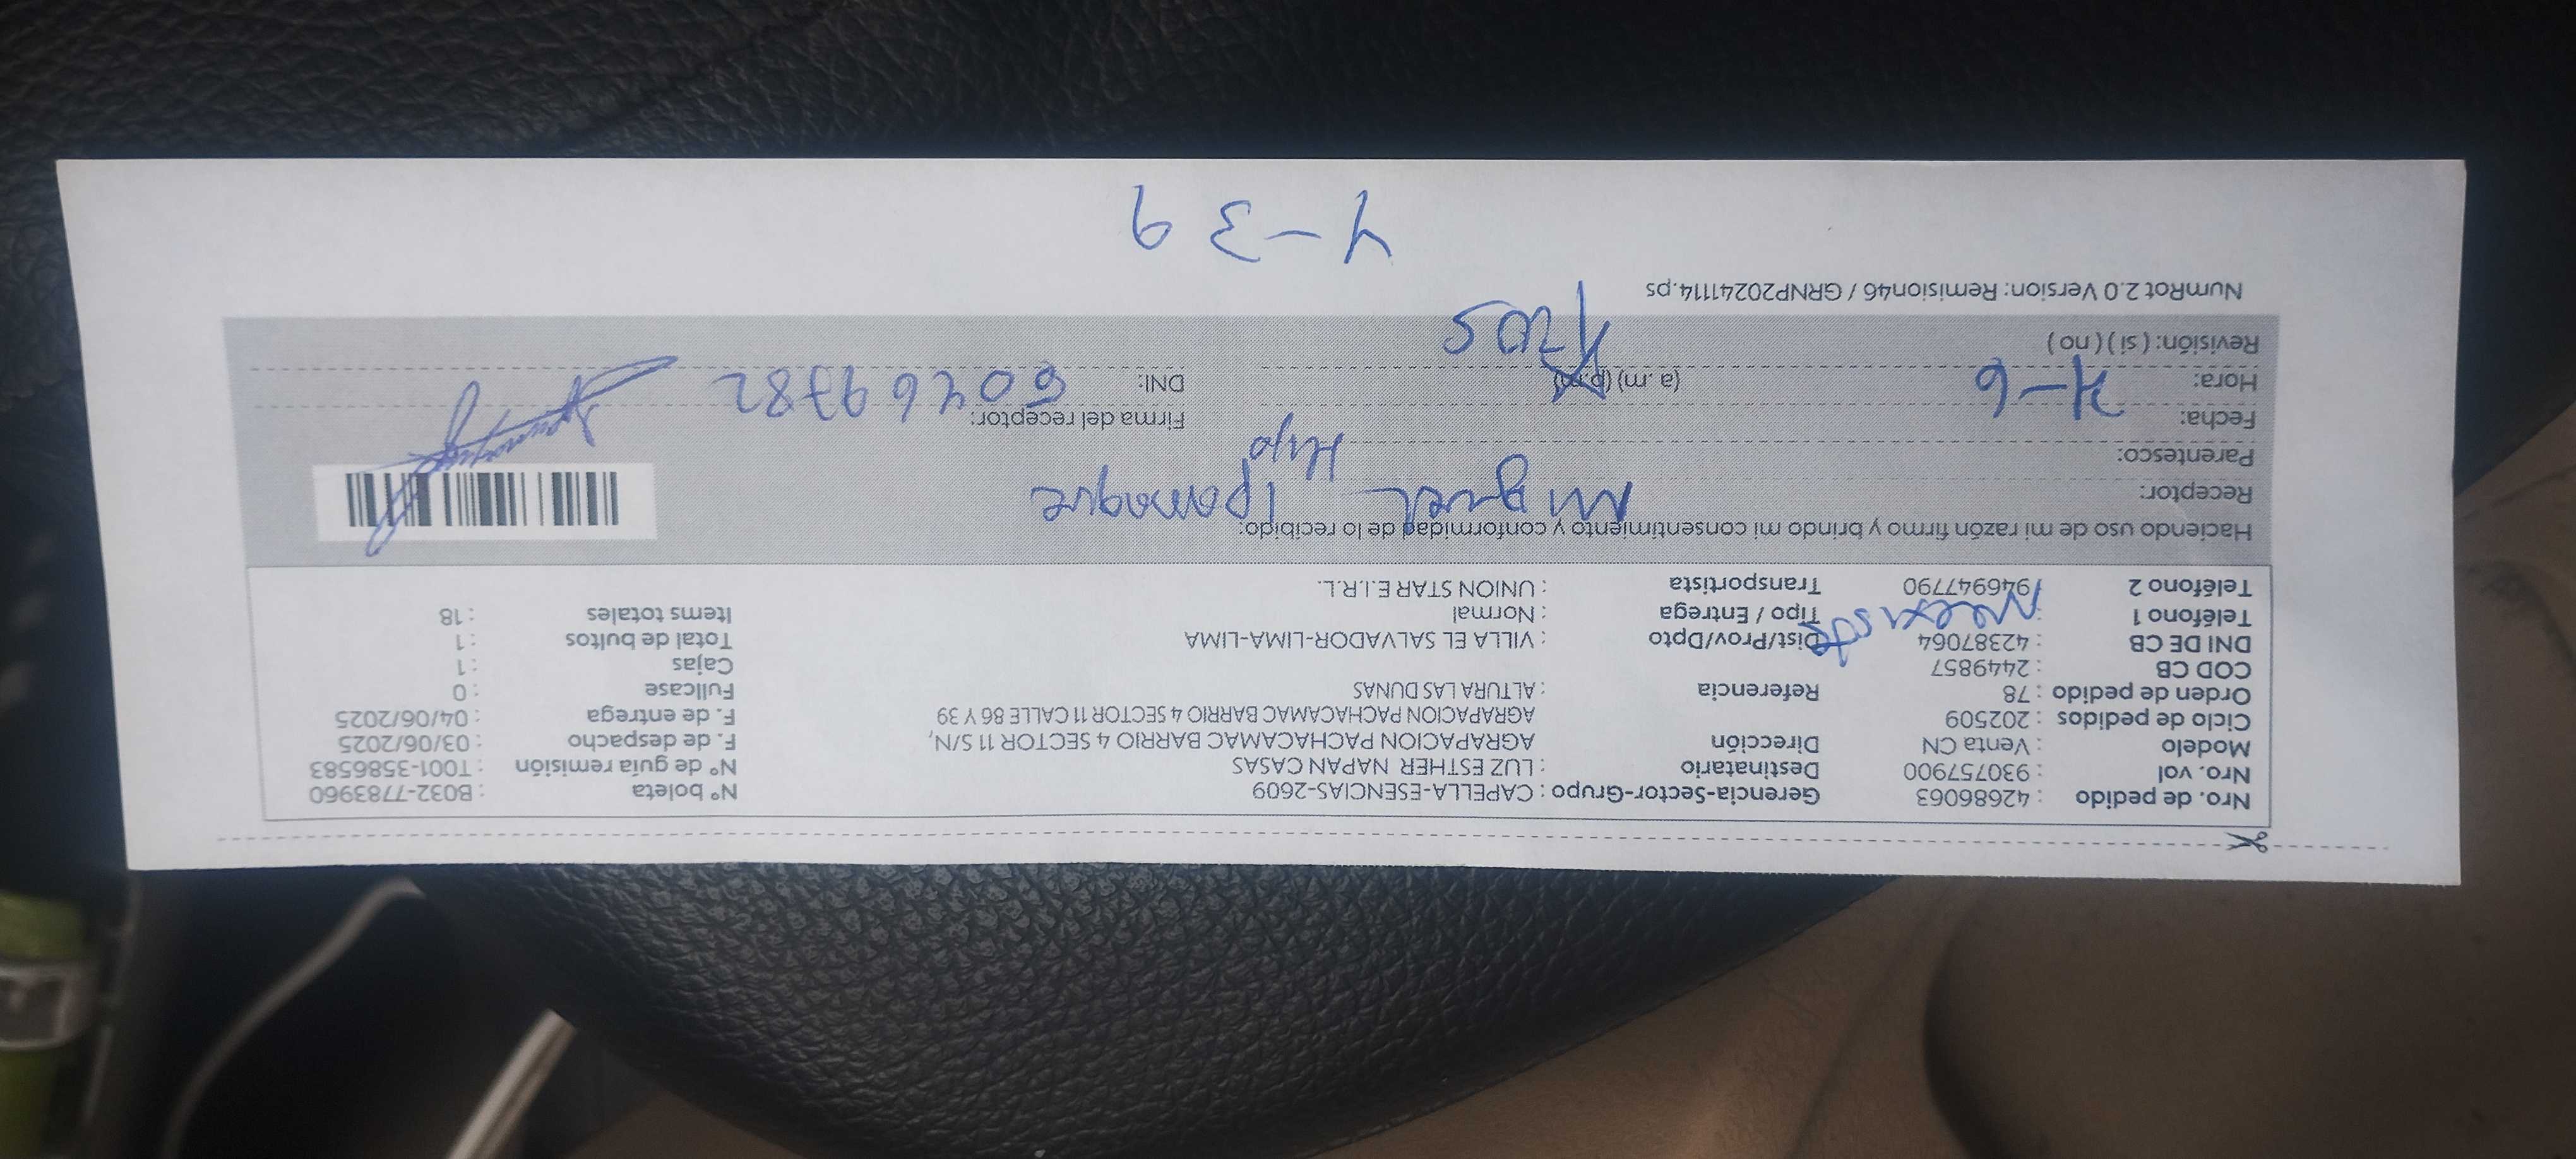 Nro. de pedido : 42686063 Gerencia-Sector-Grupo : CAPELLA-ESENCIAS-2609 N° boleta : B032-7783960
Nro. vol : 930757900 Destinatario : LUZ ESTHER NAPAN CASAS N° de guia remisión : T001-3586583
Modelo : Venta CN Dirección AGRAPACION PACHACAMAC BARRIO 4 SECTOR 11 S/N, F. de despacho : 03/06/2025
Ciclo de pedidos : 202509 AGRAPACION PACHACAMAC BARRIO 4 SECTOR 11 CALLE 86 Y 39 F. de entrega : 04/06/2025
Orden de pedido : 78 Referencia : ALTURA LAS DUNAS Fullcase : 0
COD CB : 2449857 Cajas : 1
DNI DE CB : 42387064 Dist/Prov/Dpto : VILLA EL SALVADOR-LIMA-LIMA Total de bultos : 1
Teléfono 1 : Tipo / Entrega : Normal Items totales : 18
Teléfono 2 946947790 Transportista : UNION STAR E.I.R.L.
Haciendo uso de mi razón firmo y brindo mi consentimiento y conformidad de lo recibido:
Receptor: Miguel Ipanaque
Parentesco: Hijo
Fecha: 4-6 Firma del receptor:
Hora: (a. m) (p.m) DNI: 60469782
Revisión: ( si ) ( no )
NumRot 2.0 Version: Remision46 / GRNP20241114.ps
4-39